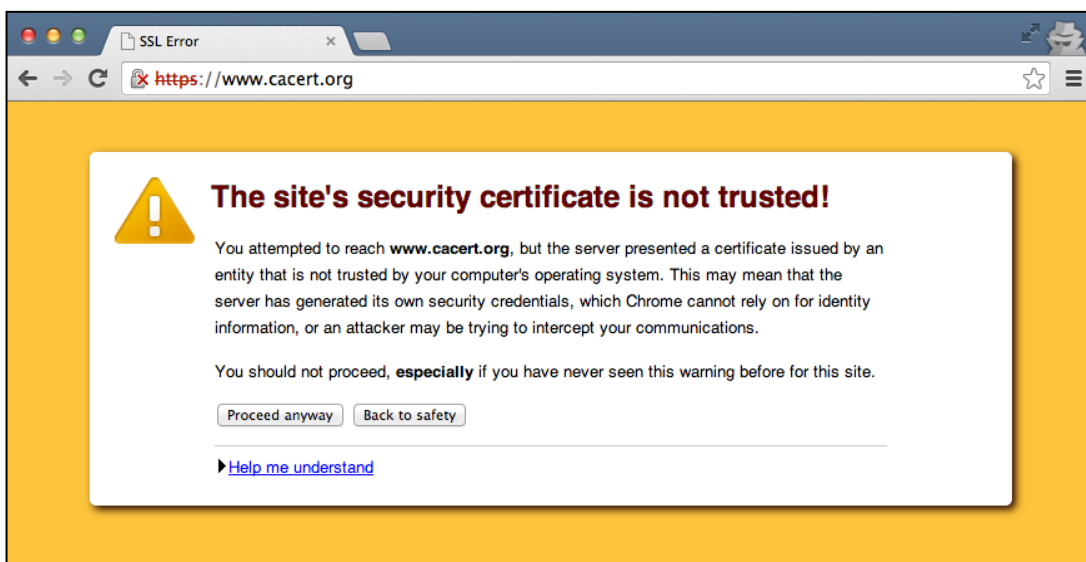 SSL Error
https://www.cacert.org
The site's security certificate is not trusted!
You attempted to reach www.cacert.org, but the server presented a certificate issued by an
entity that is not trusted by your computer's operating system. This may mean that the
server has generated its own security credentials, which Chrome cannot rely on for identity
information, or an attacker may be trying to intercept your communications.
You should not proceed, especially if you have never seen this warning before for this site.
Proceed anyway Back to safety
Help me understand